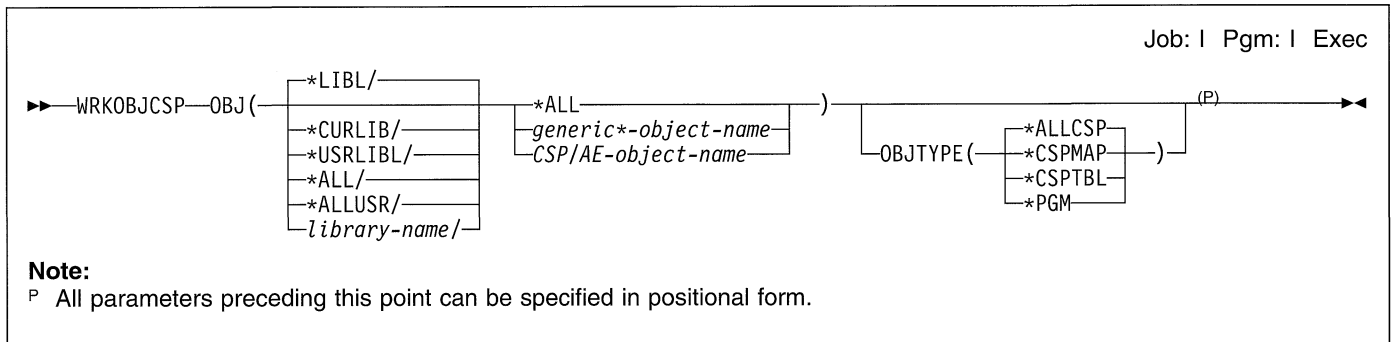 Job: I Pgm: I Exec
*LIBL/
WRKOBJCSP OBJ( *ALL ) (P)
*CURLIB/ generic*-object-name *ALLCSP
*USRLIBL/ CSP/AE-object-name OBJTYPE( *CSPMAP )
*ALL/ *CSPTBL
*ALLUSR/ *PGM
library-name/
Note:
P All parameters preceding this point can be specified in positional form.